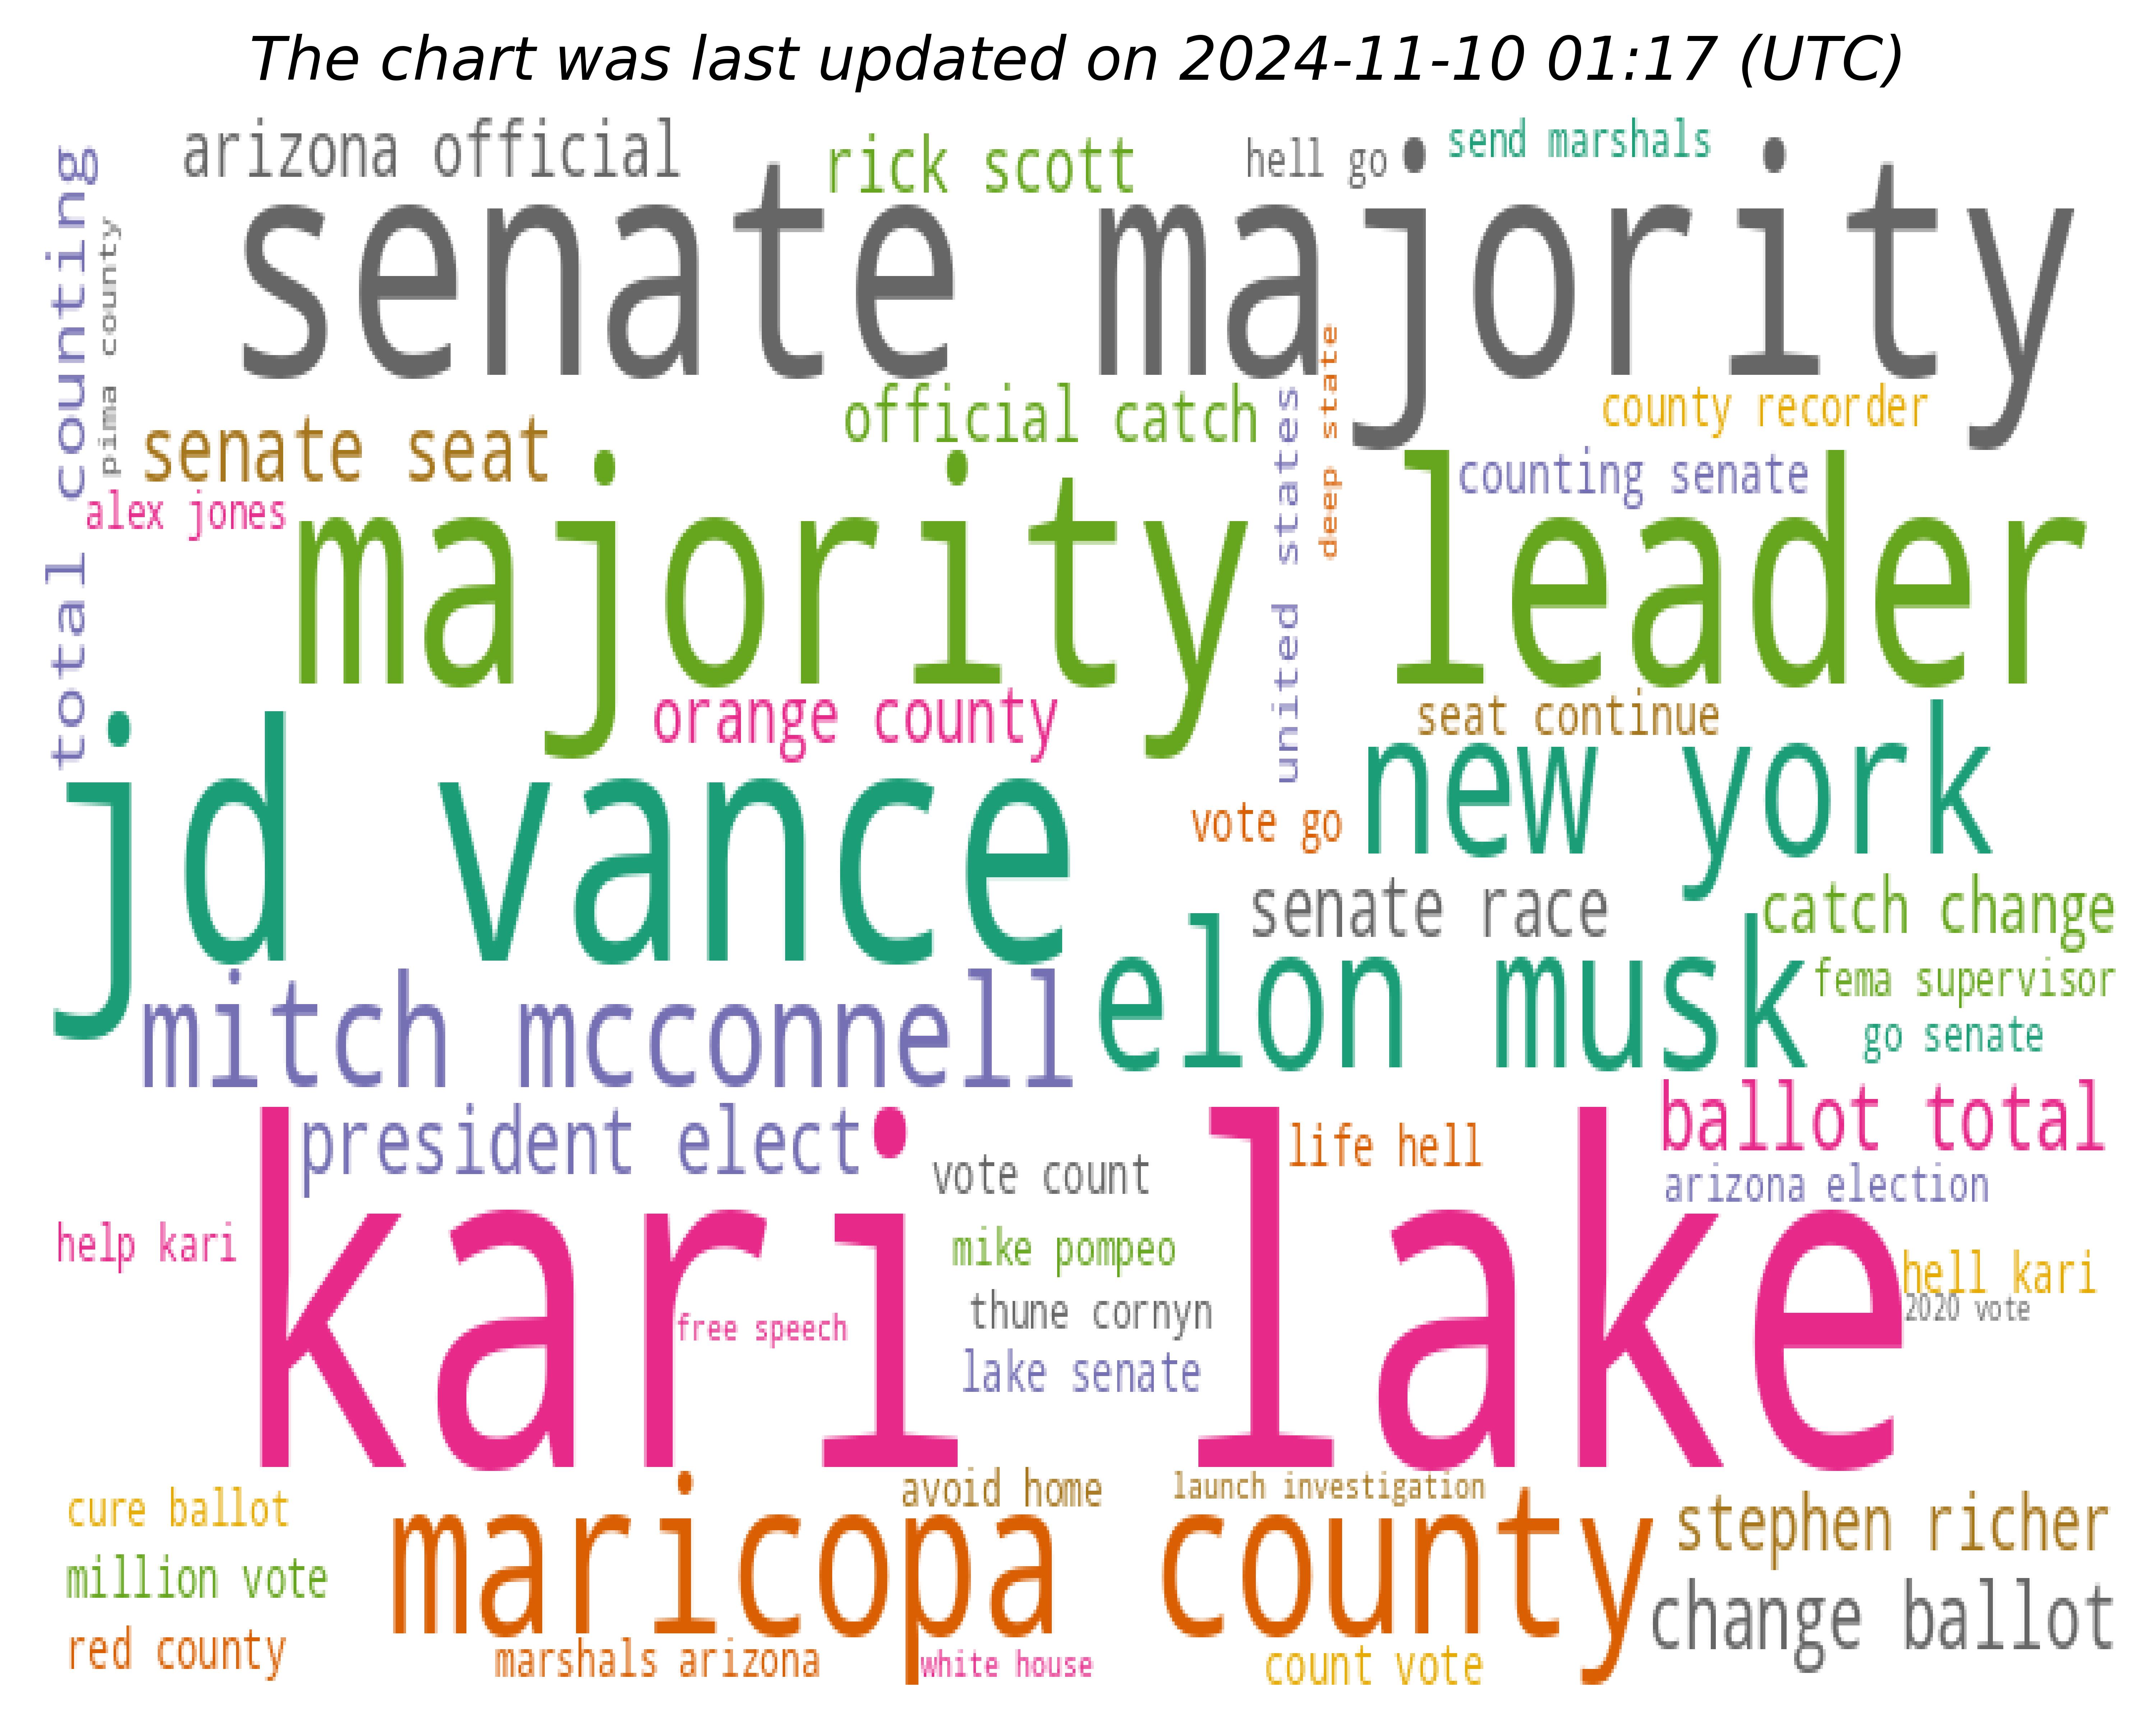 The chart was last updated on 2024-11-10 01:17 (UTC)
arizona official
rick scott
hell go
send marshals
total counting
pima county
senate majority
deep state
united states
official catch
county recorder
senate seat
counting senate
alex jones
majority leader
orange county
seat continue
jd vance
new york
vote go
senate race
catch change
mitch mcconnell
elon musk
fema supervisor
go senate
president elect
life hell
ballot total
vote count
arizona election
help kari
kari lake
mike pompeo
hell kari
2020 vote
free speech
thune cornyn
lake senate
avoid home
launch investigation
cure ballot
maricopa county
stephen richer
million vote
change ballot
red county
marshals arizona
white house
count vote